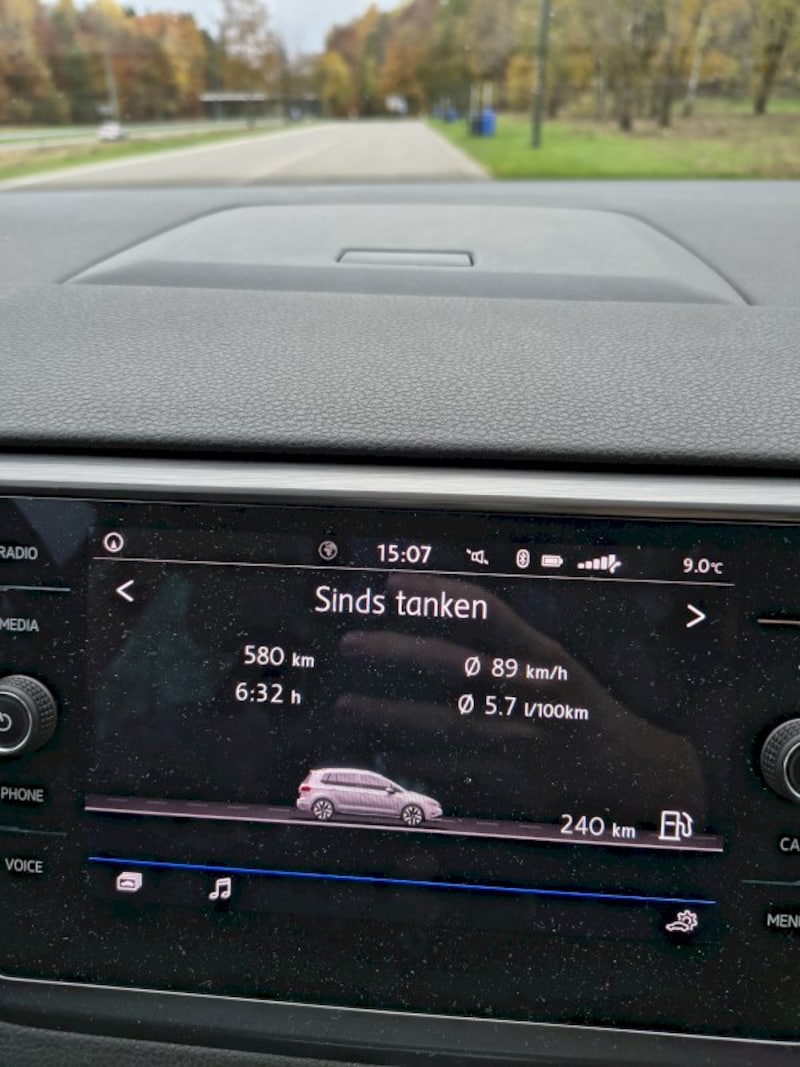 15:07 9.0°C
RADIO
Sinds tanken
MEDIA
580 km Ø 89 km/h
6:32 h Ø 5.7 l/100km
PHONE
240 km
VOICE